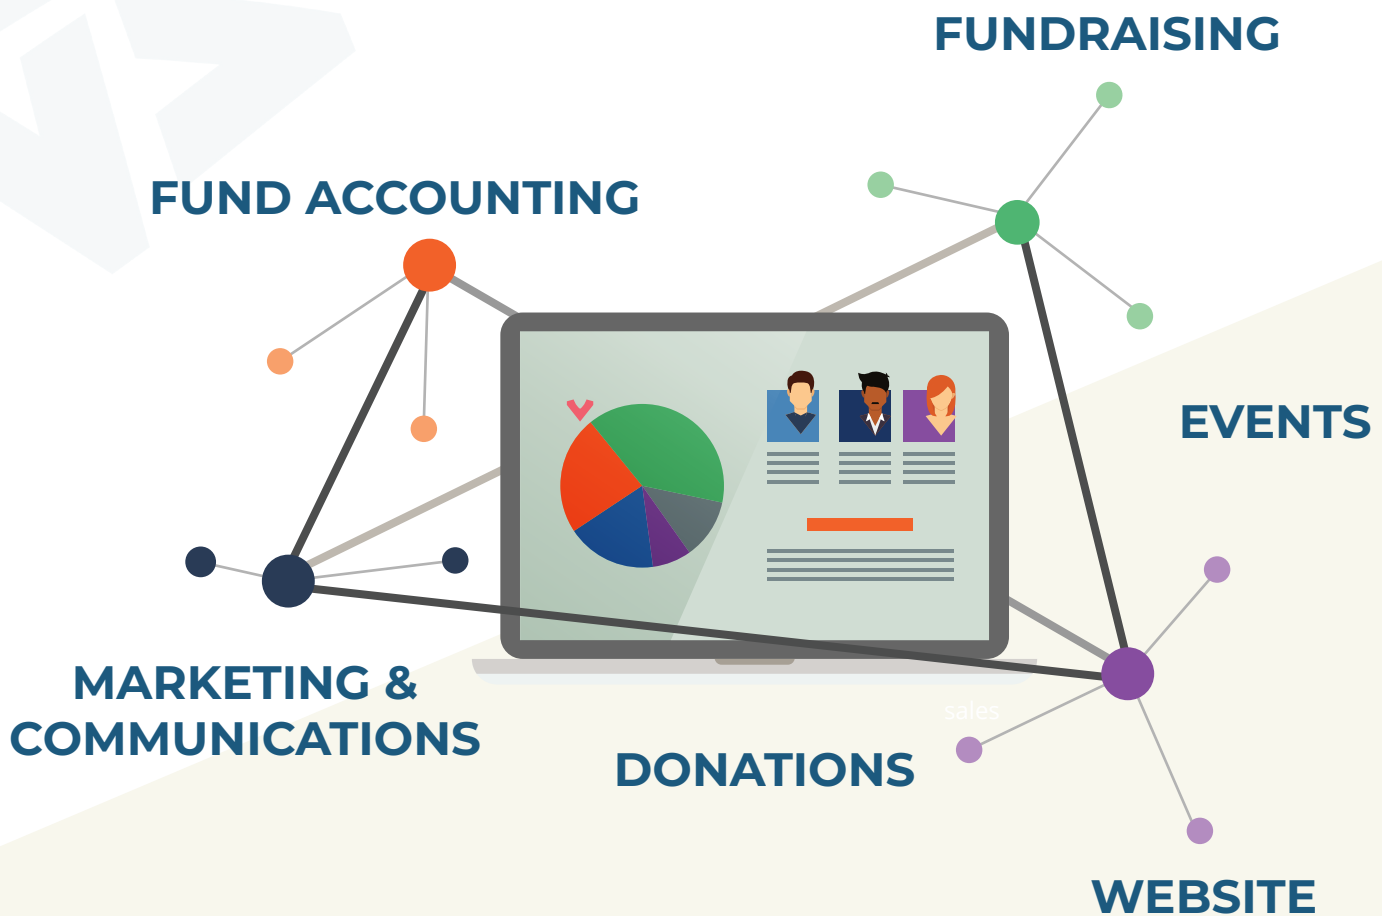 FUNDRAISING
FUND ACCOUNTING
EVENTS
MARKETING &
COMMUNICATIONS
sales
DONATIONS
WEBSITE